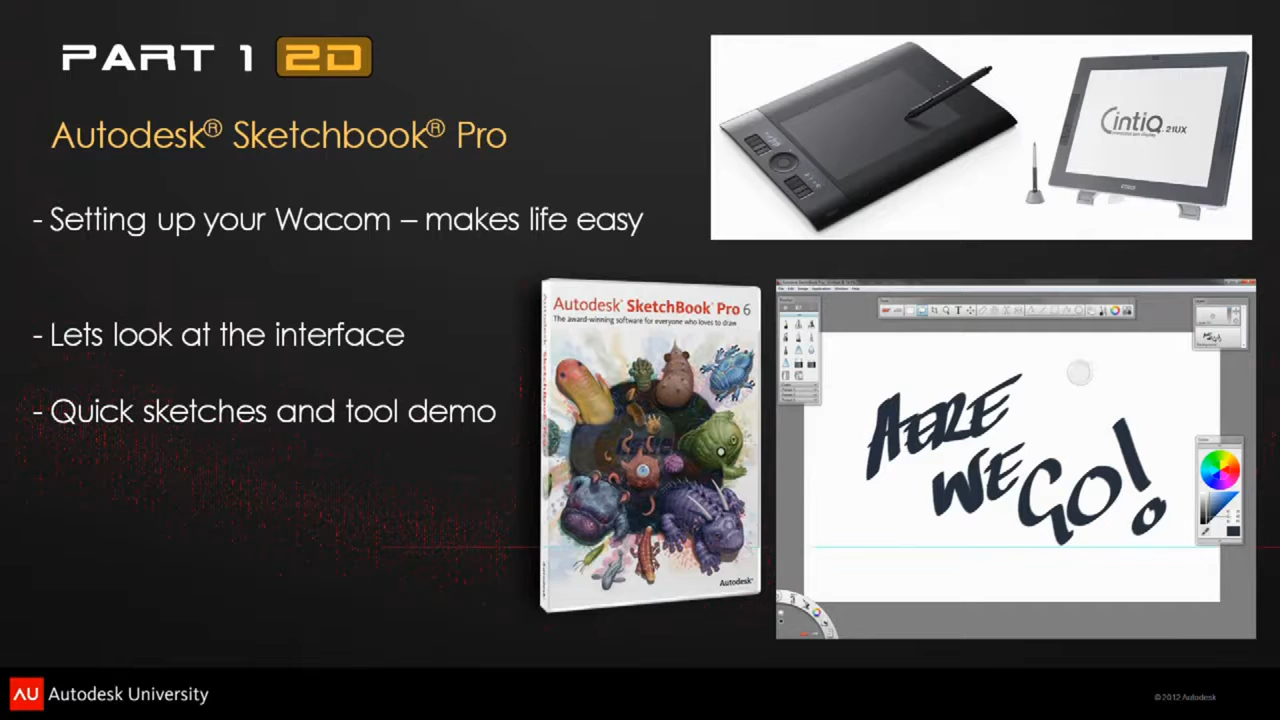 PART 1 2D
Autodesk® Sketchbook® Pro
- Setting up your Wacom – makes life easy
- Lets look at the interface
- Quick sketches and tool demo
CintiQ 21UX
Autodesk® SketchBook® Pro 6
The award-winning software for everyone who loves to draw
Autodesk®
AERE
WE
GO!
AU Autodesk University
© 2012 Autodesk